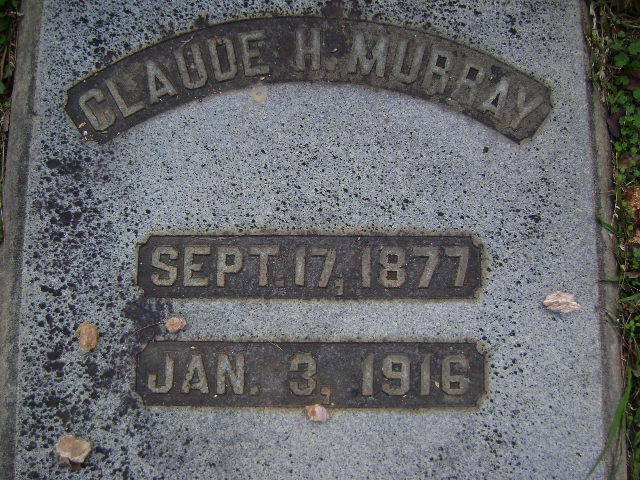 CLAUDE H. MURRAY
SEPT. 17, 1877
JAN. 3, 1916